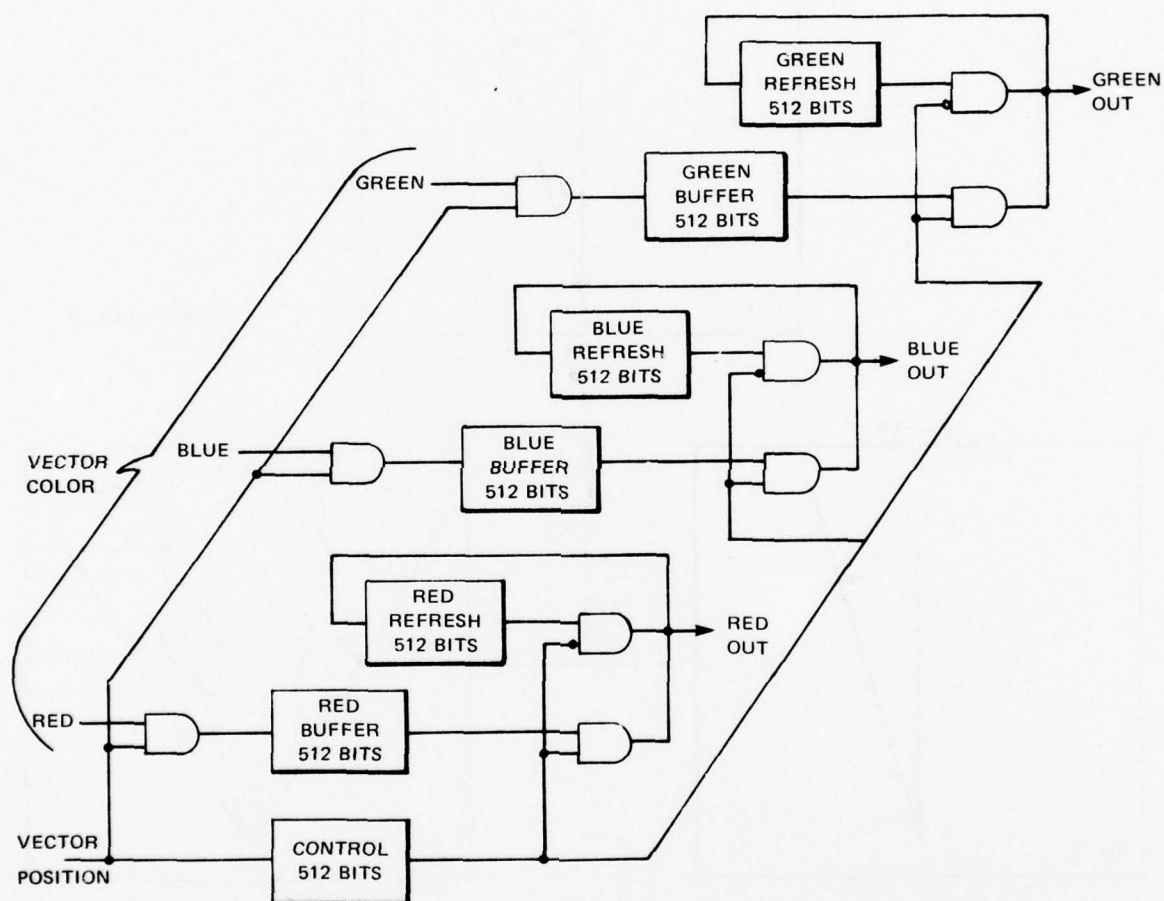 GREEN
REFRESH
512 BITS
GREEN
OUT
GREEN
GREEN
BUFFER
512 BITS
BLUE
REFRESH
512 BITS
BLUE
OUT
VECTOR
COLOR
BLUE
BLUE
BUFFER
512 BITS
RED
REFRESH
512 BITS
RED
OUT
RED
RED
BUFFER
512 BITS
VECTOR
POSITION
CONTROL
512 BITS